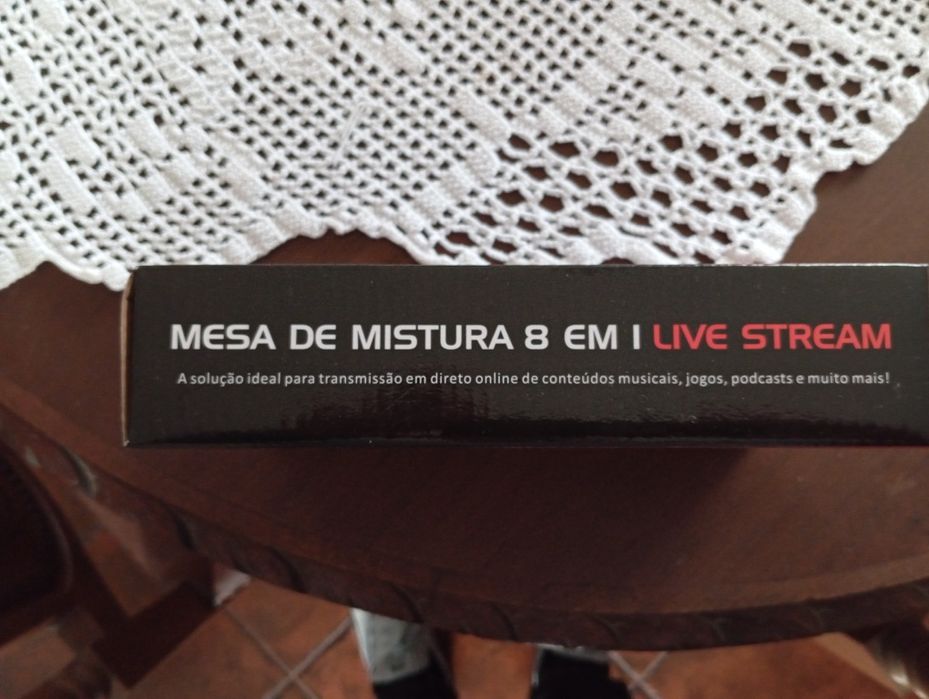 MESA DE MISTURA 8 EM 1 LIVE STREAM
A solução ideal para transmissão em direto online de conteúdos musicais, jogos, podcasts e muito mais!